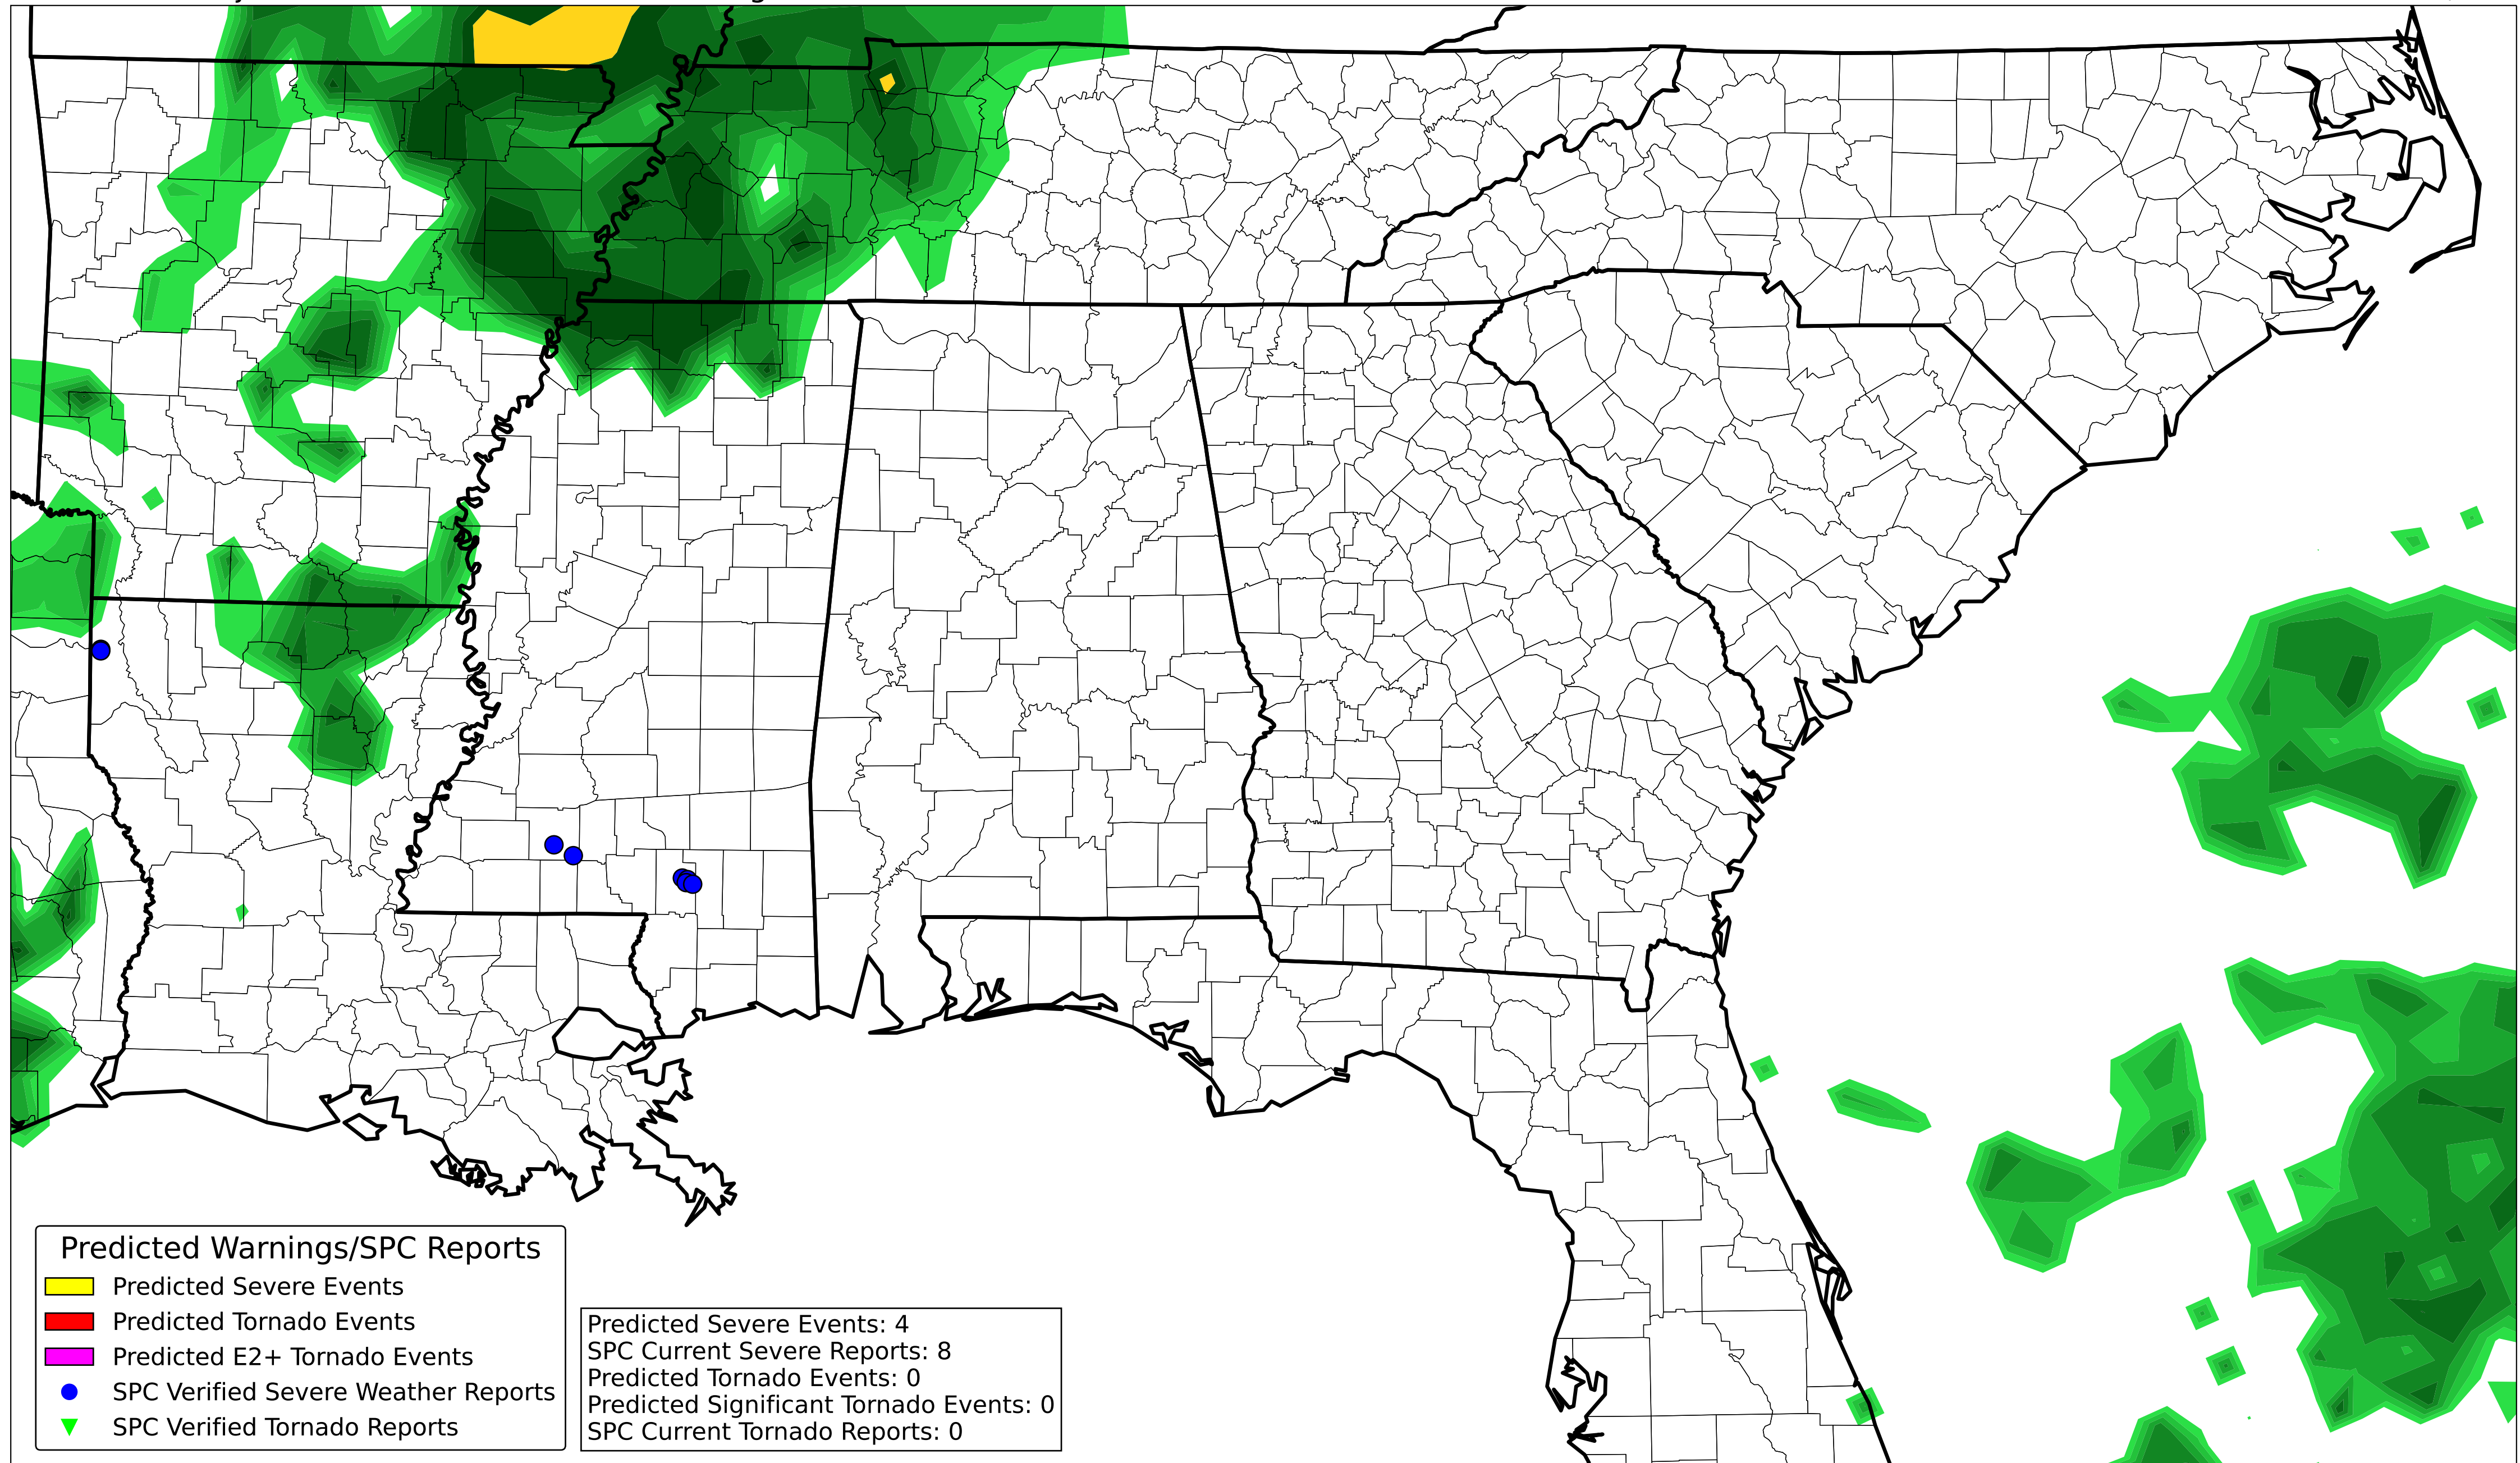 Predicted Warnings/SPC Reports
Predicted Severe Events
Predicted Tornado Events
Predicted E2+ Tornado Events
SPC Verified Severe Weather Reports
SPC Verified Tornado Reports
Predicted Severe Events: 4
SPC Current Severe Reports: 8
Predicted Tornado Events: 0
Predicted Significant Tornado Events: 0
SPC Current Tornado Reports: 0